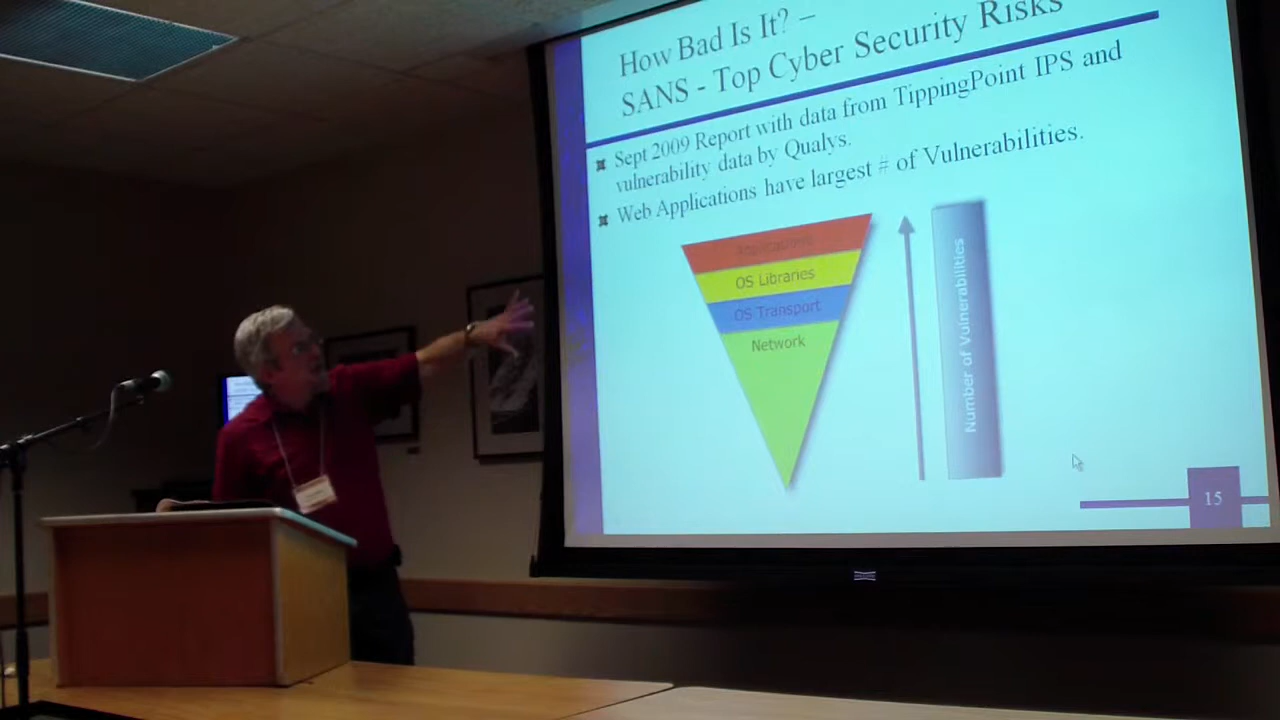 How Bad Is It? –
SANS - Top Cyber Security Risks
Sept 2009 Report with data from TippingPoint IPS and
vulnerability data by Qualys.
Web Applications have largest # of Vulnerabilities.
Applications
OS Libraries
OS Transport
Network
Number of Vulnerabilities
15